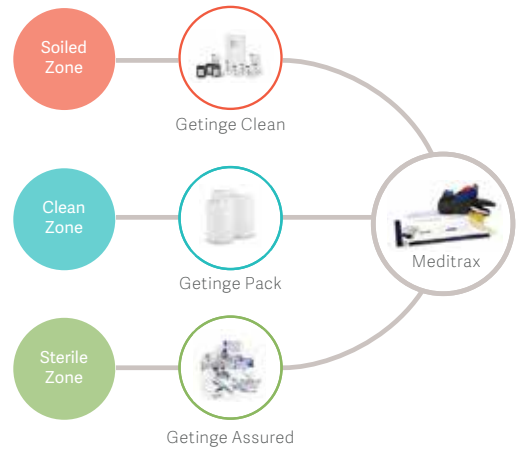 Soiled
Zone
Getinge Clean
Clean
Zone
Getinge Pack
Meditrax
Sterile
Zone
Getinge Assured